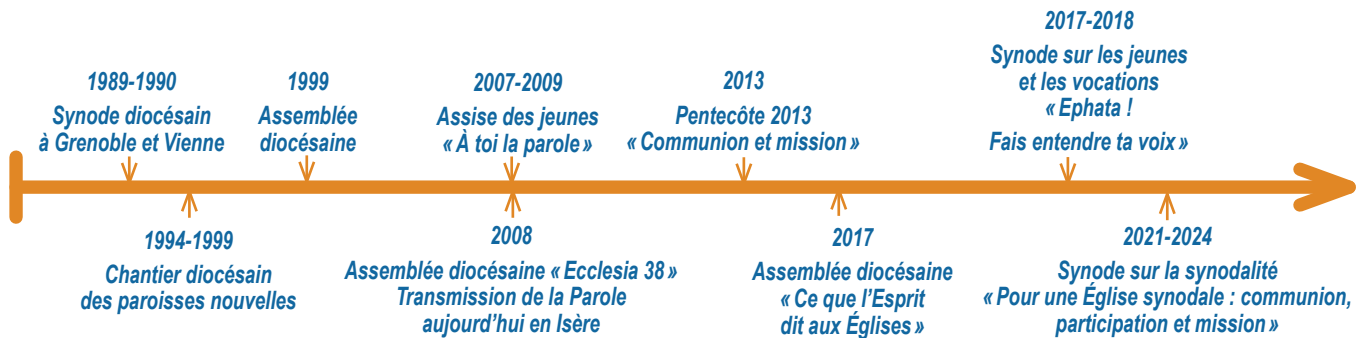 1989-1990
Synode diocésain
à Grenoble et Vienne
1994-1999
Chantier diocésain
des paroisses nouvelles
1999
Assemblée
diocésaine
2007-2009
Assise des jeunes
« À toi la parole »
2008
Assemblée diocésaine « Ecclesia 38 »
Transmission de la Parole
aujourd’hui en Isère
2013
Pentecôte 2013
« Communion et mission »
2017
Assemblée diocésaine
« Ce que l’Esprit
dit aux Églises »
2017-2018
Synode sur les jeunes
et les vocations
« Ephata !
Fais entendre ta voix »
2021-2024
Synode sur la synodalité
« Pour une Église synodale : communion,
participation et mission »